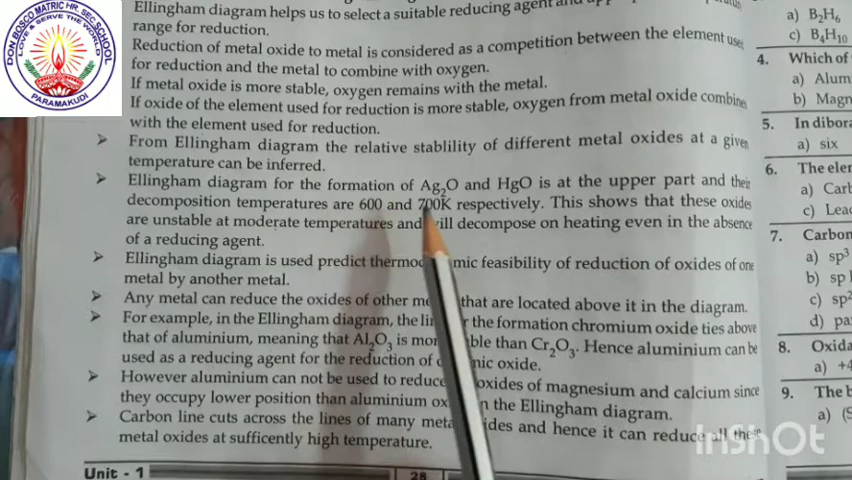 DON BOSCO MATRIC HR. SEC. SCHOOL
LOVE & SERVE THE WORLD
PARAMAKUDI
Ellingham diagram helps us to select a suitable reducing agent and
range for reduction.
Reduction of metal oxide to metal is considered as a competition between the element used
for reduction and the metal to combine with oxygen.
If metal oxide is more stable, oxygen remains with the metal.
If oxide of the element used for reduction is more stable, oxygen from metal oxide combines
with the element used for reduction.
➤ From Ellingham diagram the relative stablility of different metal oxides at a given
temperature can be inferred.
➤ Ellingham diagram for the formation of Ag₂O and HgO is at the upper part and their
decomposition temperatures are 600 and 700K respectively. This shows that these oxides
are unstable at moderate temperatures and will decompose on heating even in the absence
of a reducing agent.
➤ Ellingham diagram is used predict thermod mic feasibility of reduction of oxides of one
metal by another metal.
➤ Any metal can reduce the oxides of other me that are located above it in the diagram.
➤ For example, in the Ellingham diagram, the lin r the formation chromium oxide ties above
that of aluminium, meaning that Al₂O₃ is mor ble than Cr₂O₃. Hence aluminium can be
used as a reducing agent for the reduction of c mic oxide.
➤ However aluminium can not be used to reduce oxides of magnesium and calcium since
they occupy lower position than aluminium ox n the Ellingham diagram.
➤ Carbon line cuts across the lines of many meta ides and hence it can reduce all these
metal oxides at sufficently high temperature.
Unit - 1
28
a) B₂H₆
c) B₄H₁₀
4. Which of
a) Alum
b) Magn
5. In dibora
a) six
6. The eler
a) Carb
c) Lead
7. Carbon
a) sp³
b) sp
c) sp²
d) pa
8. Oxida
a) +4
9. The b
a) (S
InShOt